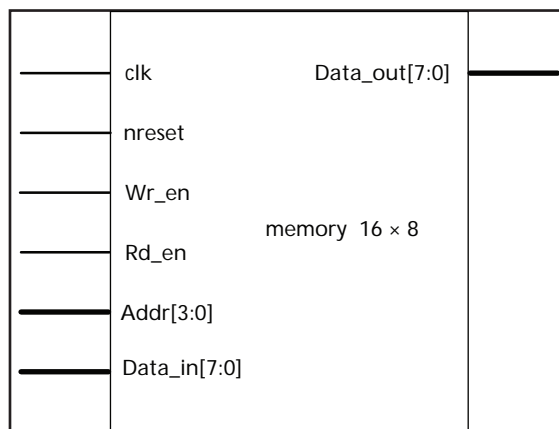 clk
Data_out[7:0]
nreset
Wr_en
memory 16 × 8
Rd_en
Addr[3:0]
Data_in[7:0]